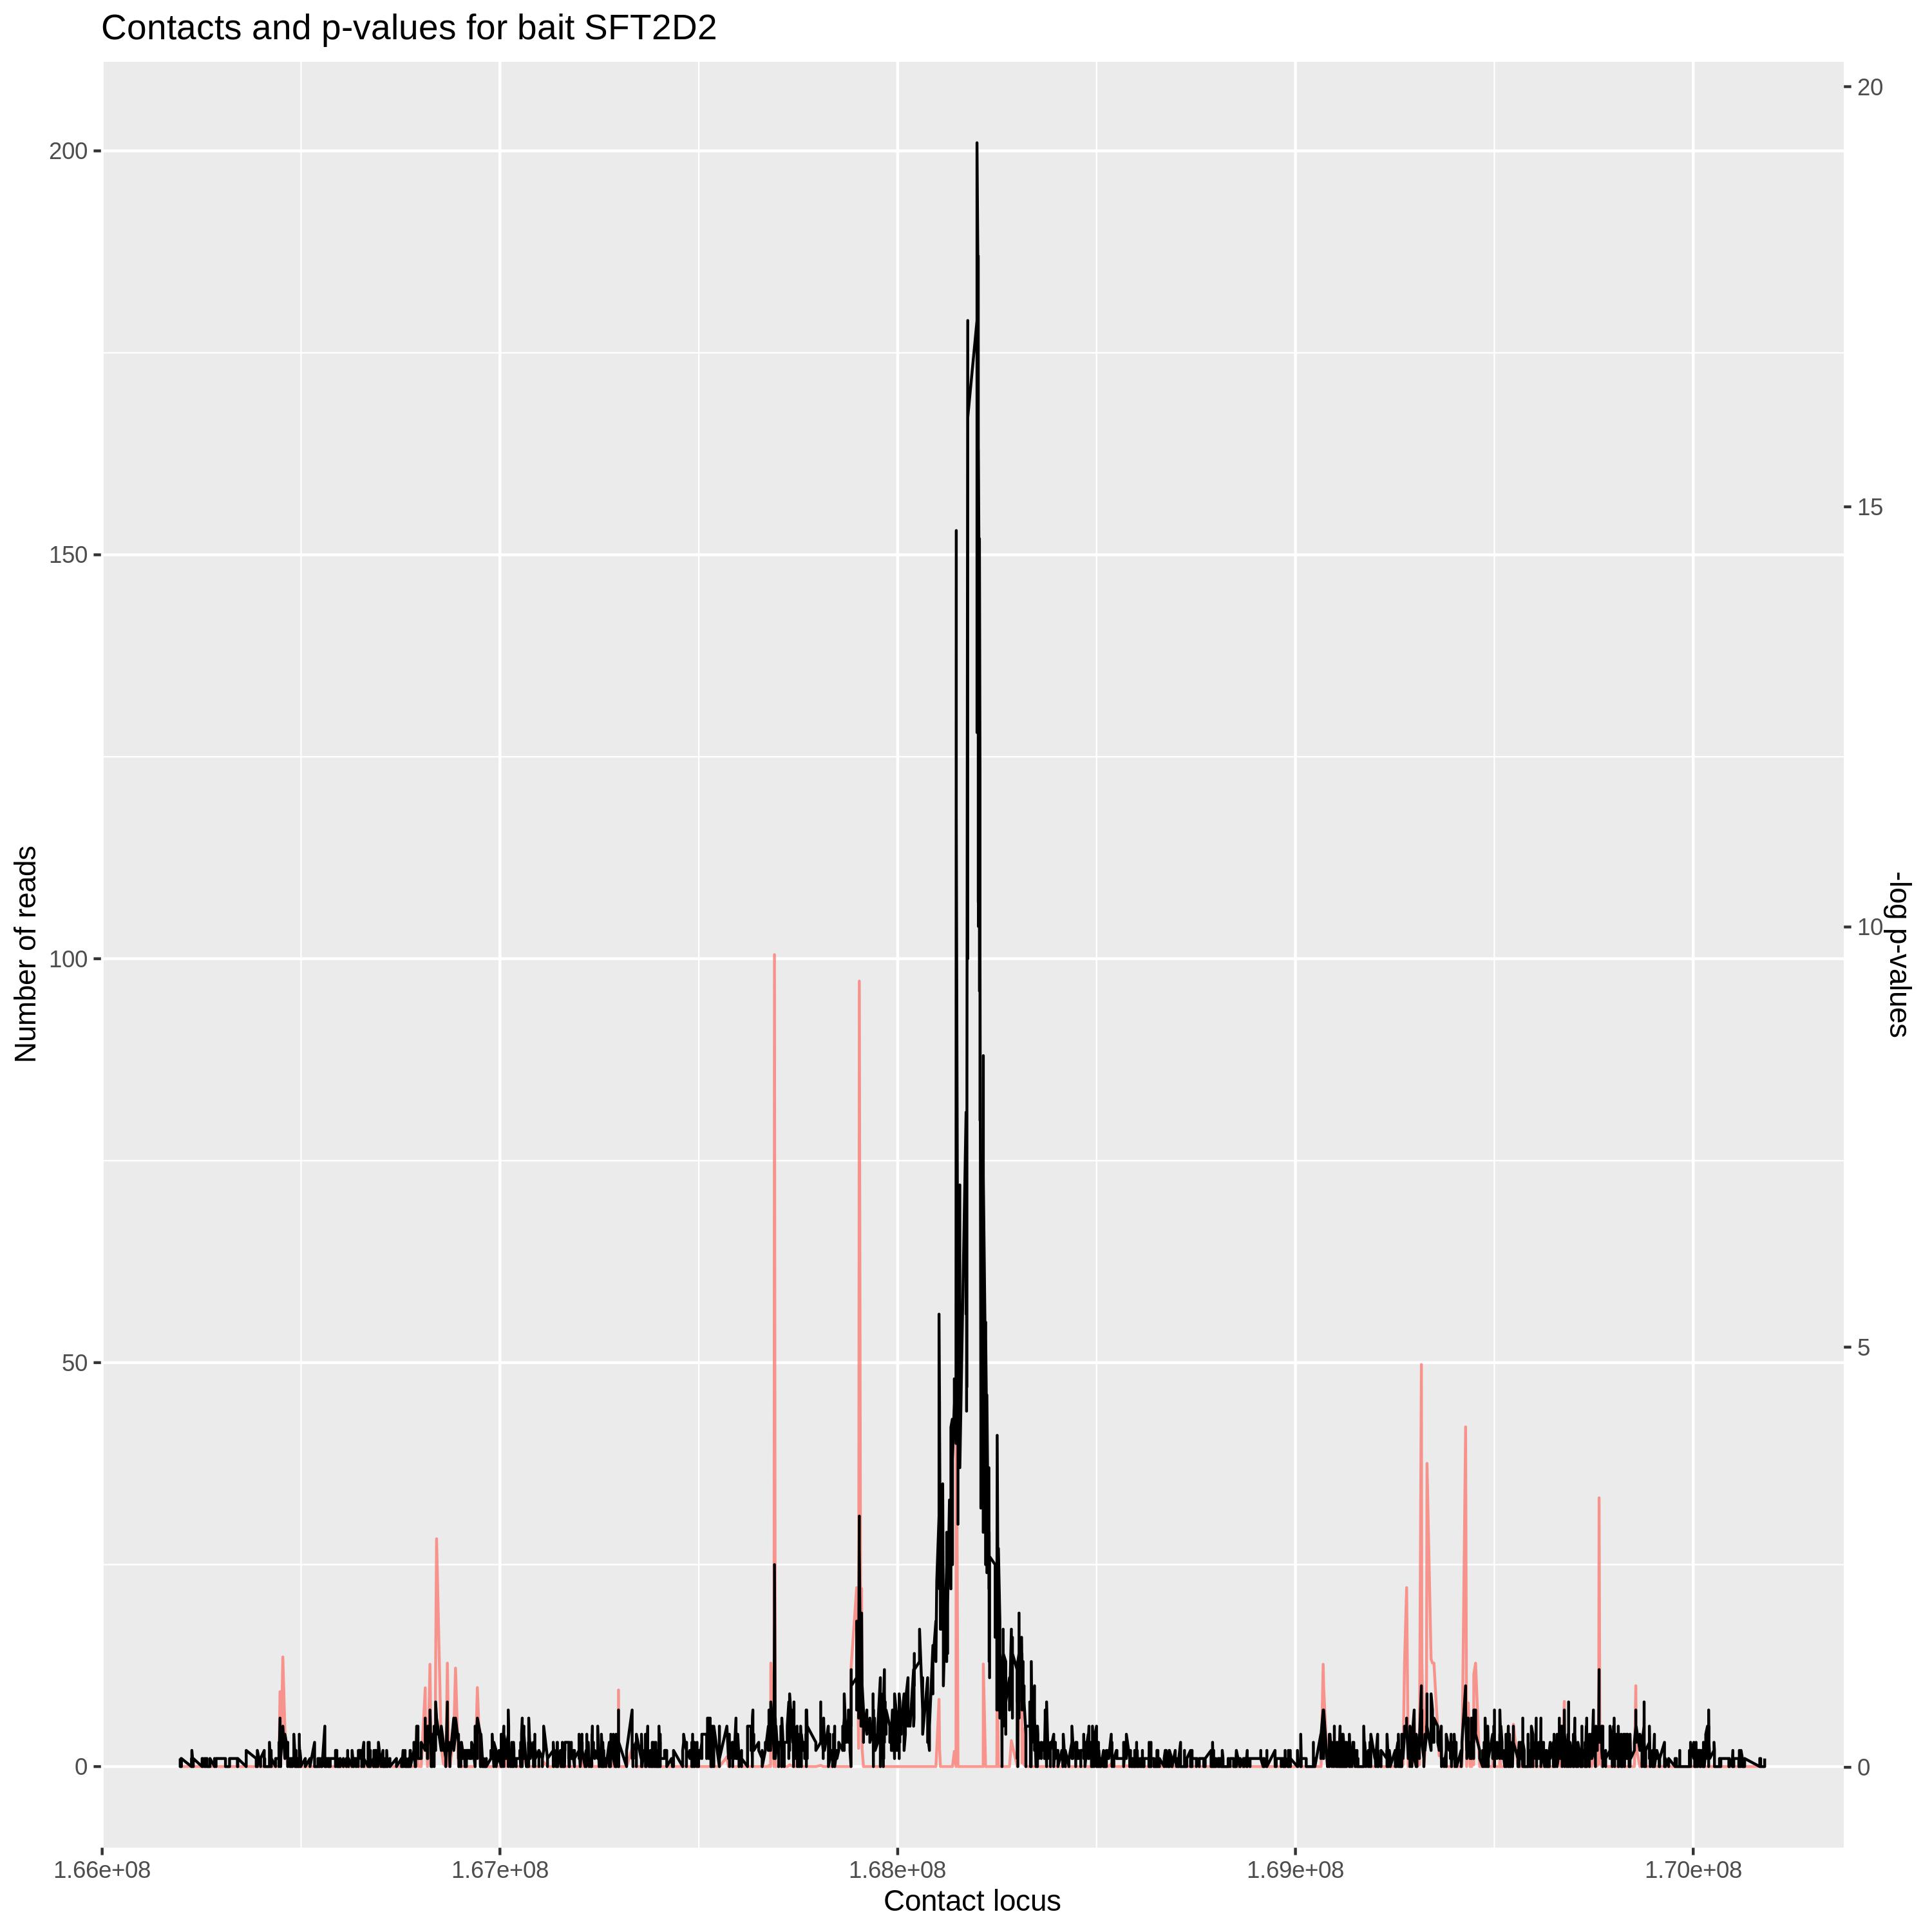 Contacts and p-values for bait SFT2D2
200
150
100
50
0
Number of reads
20
15
10
5
0
-log p-values
1.66e+08
1.67e+08
1.68e+08
1.69e+08
1.70e+08
Contact locus